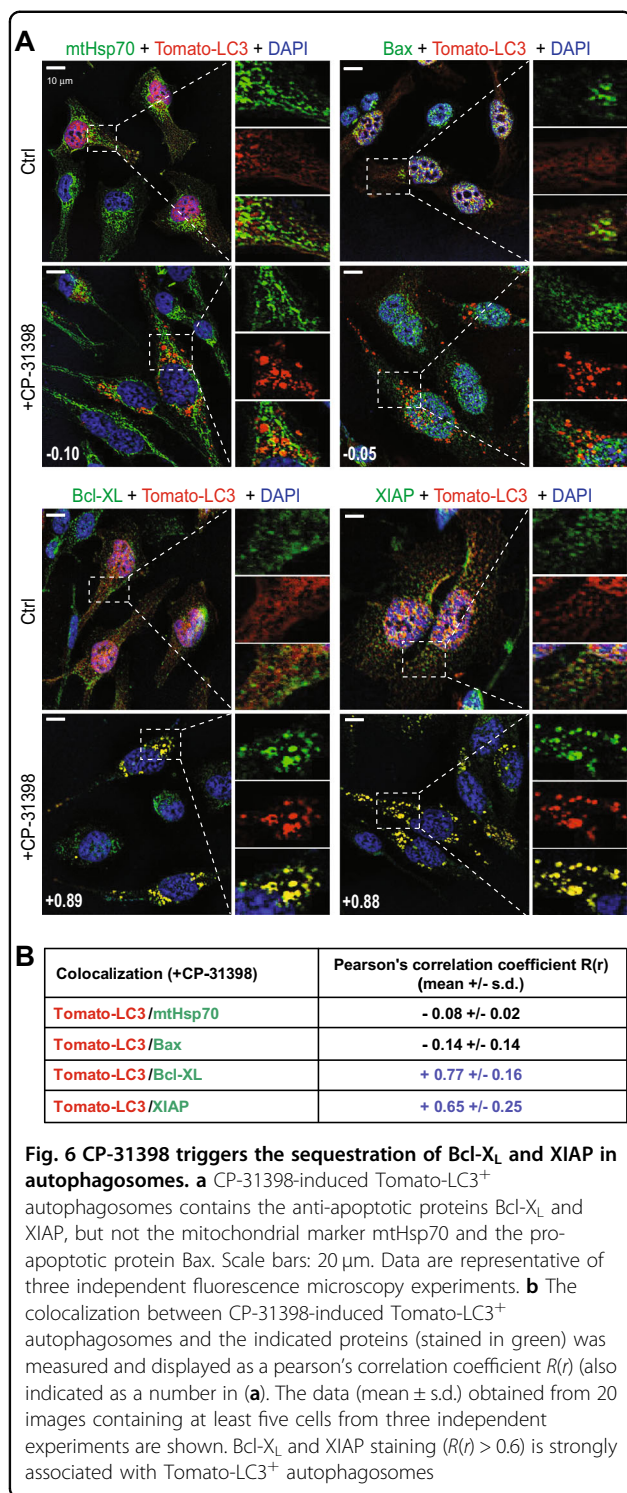 A
mtHsp70 + Tomato-LC3 + DAPI
Bax + Tomato-LC3 + DAPI
10 µm
Ctrl
+CP-31398
-0.10
-0.05
Bcl-XL + Tomato-LC3 + DAPI
XIAP + Tomato-LC3 + DAPI
Ctrl
+CP-31398
+0.89
+0.88
B
Colocalization (+CP-31398)
Pearson's correlation coefficient R(r)
(mean +/- s.d.)
Tomato-LC3/mtHsp70
- 0.08 +/- 0.02
Tomato-LC3/Bax
- 0.14 +/- 0.14
Tomato-LC3/Bcl-XL
+ 0.77 +/- 0.16
Tomato-LC3/XIAP
+ 0.65 +/- 0.25
Fig. 6 CP-31398 triggers the sequestration of Bcl-XL and XIAP in
autophagosomes. a CP-31398-induced Tomato-LC3+
autophagosomes contains the anti-apoptotic proteins Bcl-XL and
XIAP, but not the mitochondrial marker mtHsp70 and the pro-
apoptotic protein Bax. Scale bars: 20 µm. Data are representative of
three independent fluorescence microscopy experiments. b The
colocalization between CP-31398-induced Tomato-LC3+
autophagosomes and the indicated proteins (stained in green) was
measured and displayed as a pearson's correlation coefficient R(r) (also
indicated as a number in (a). The data (mean ± s.d.) obtained from 20
images containing at least five cells from three independent
experiments are shown. Bcl-XL and XIAP staining (R(r) > 0.6) is strongly
associated with Tomato-LC3+ autophagosomes